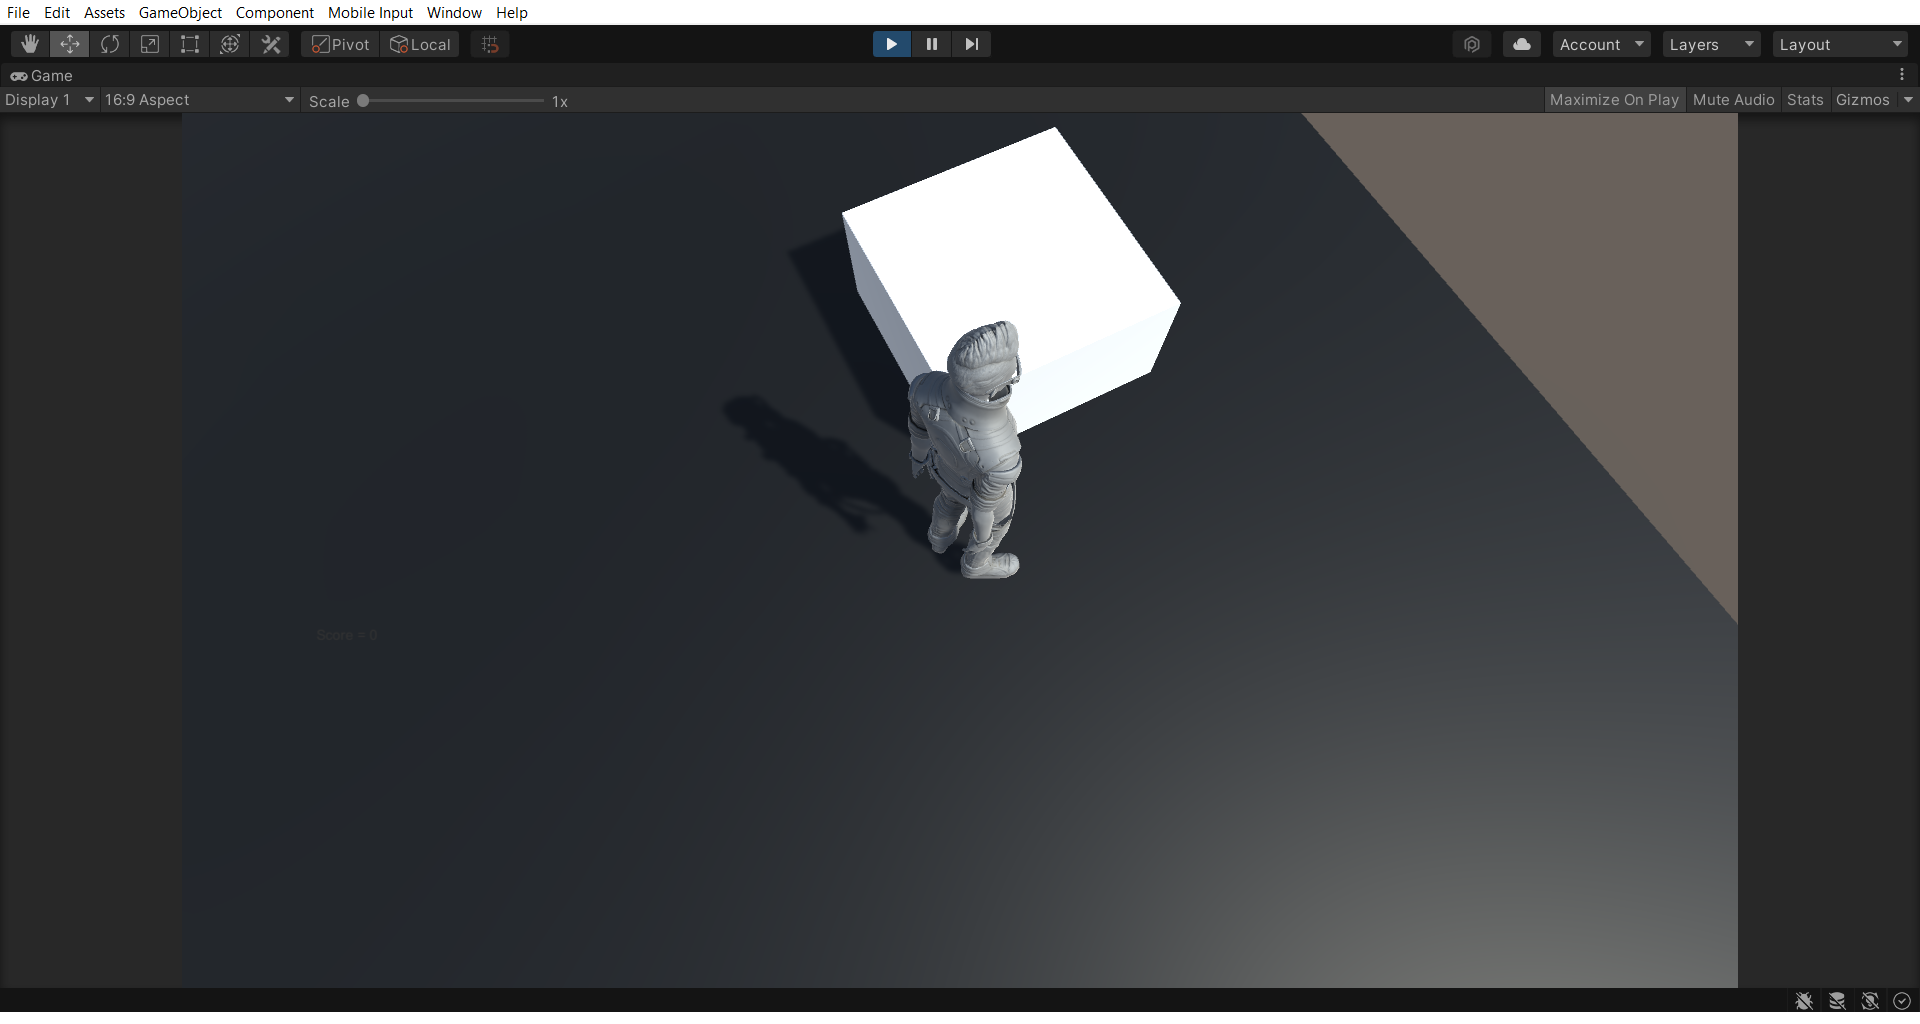 File Edit Assets GameObject Component Mobile Input Window Help
Pivot Local Account Layers Layout
Game
Display 1 16:9 Aspect Scale 1x Maximize On Play Mute Audio Stats Gizmos
Score = 0